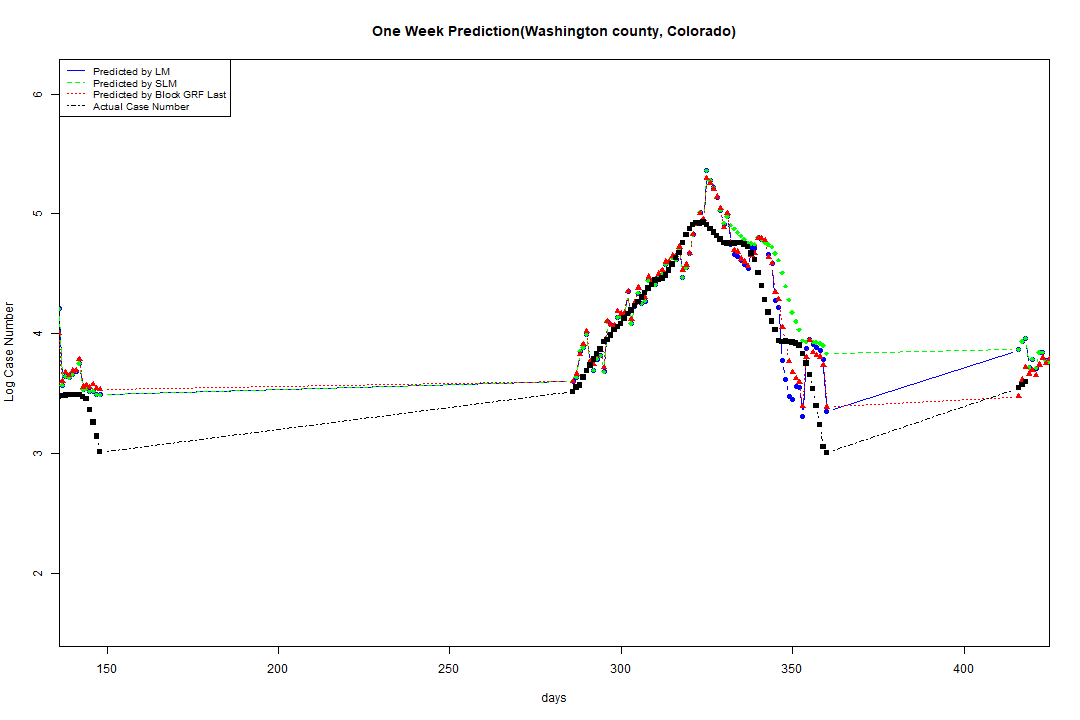 One Week Prediction(Washington county, Colorado)
Predicted by LM
Predicted by SLM
Predicted by Block GRF Last
Actual Case Number
Log Case Number
6
5
4
3
2
150 200 250 300 350 400
days